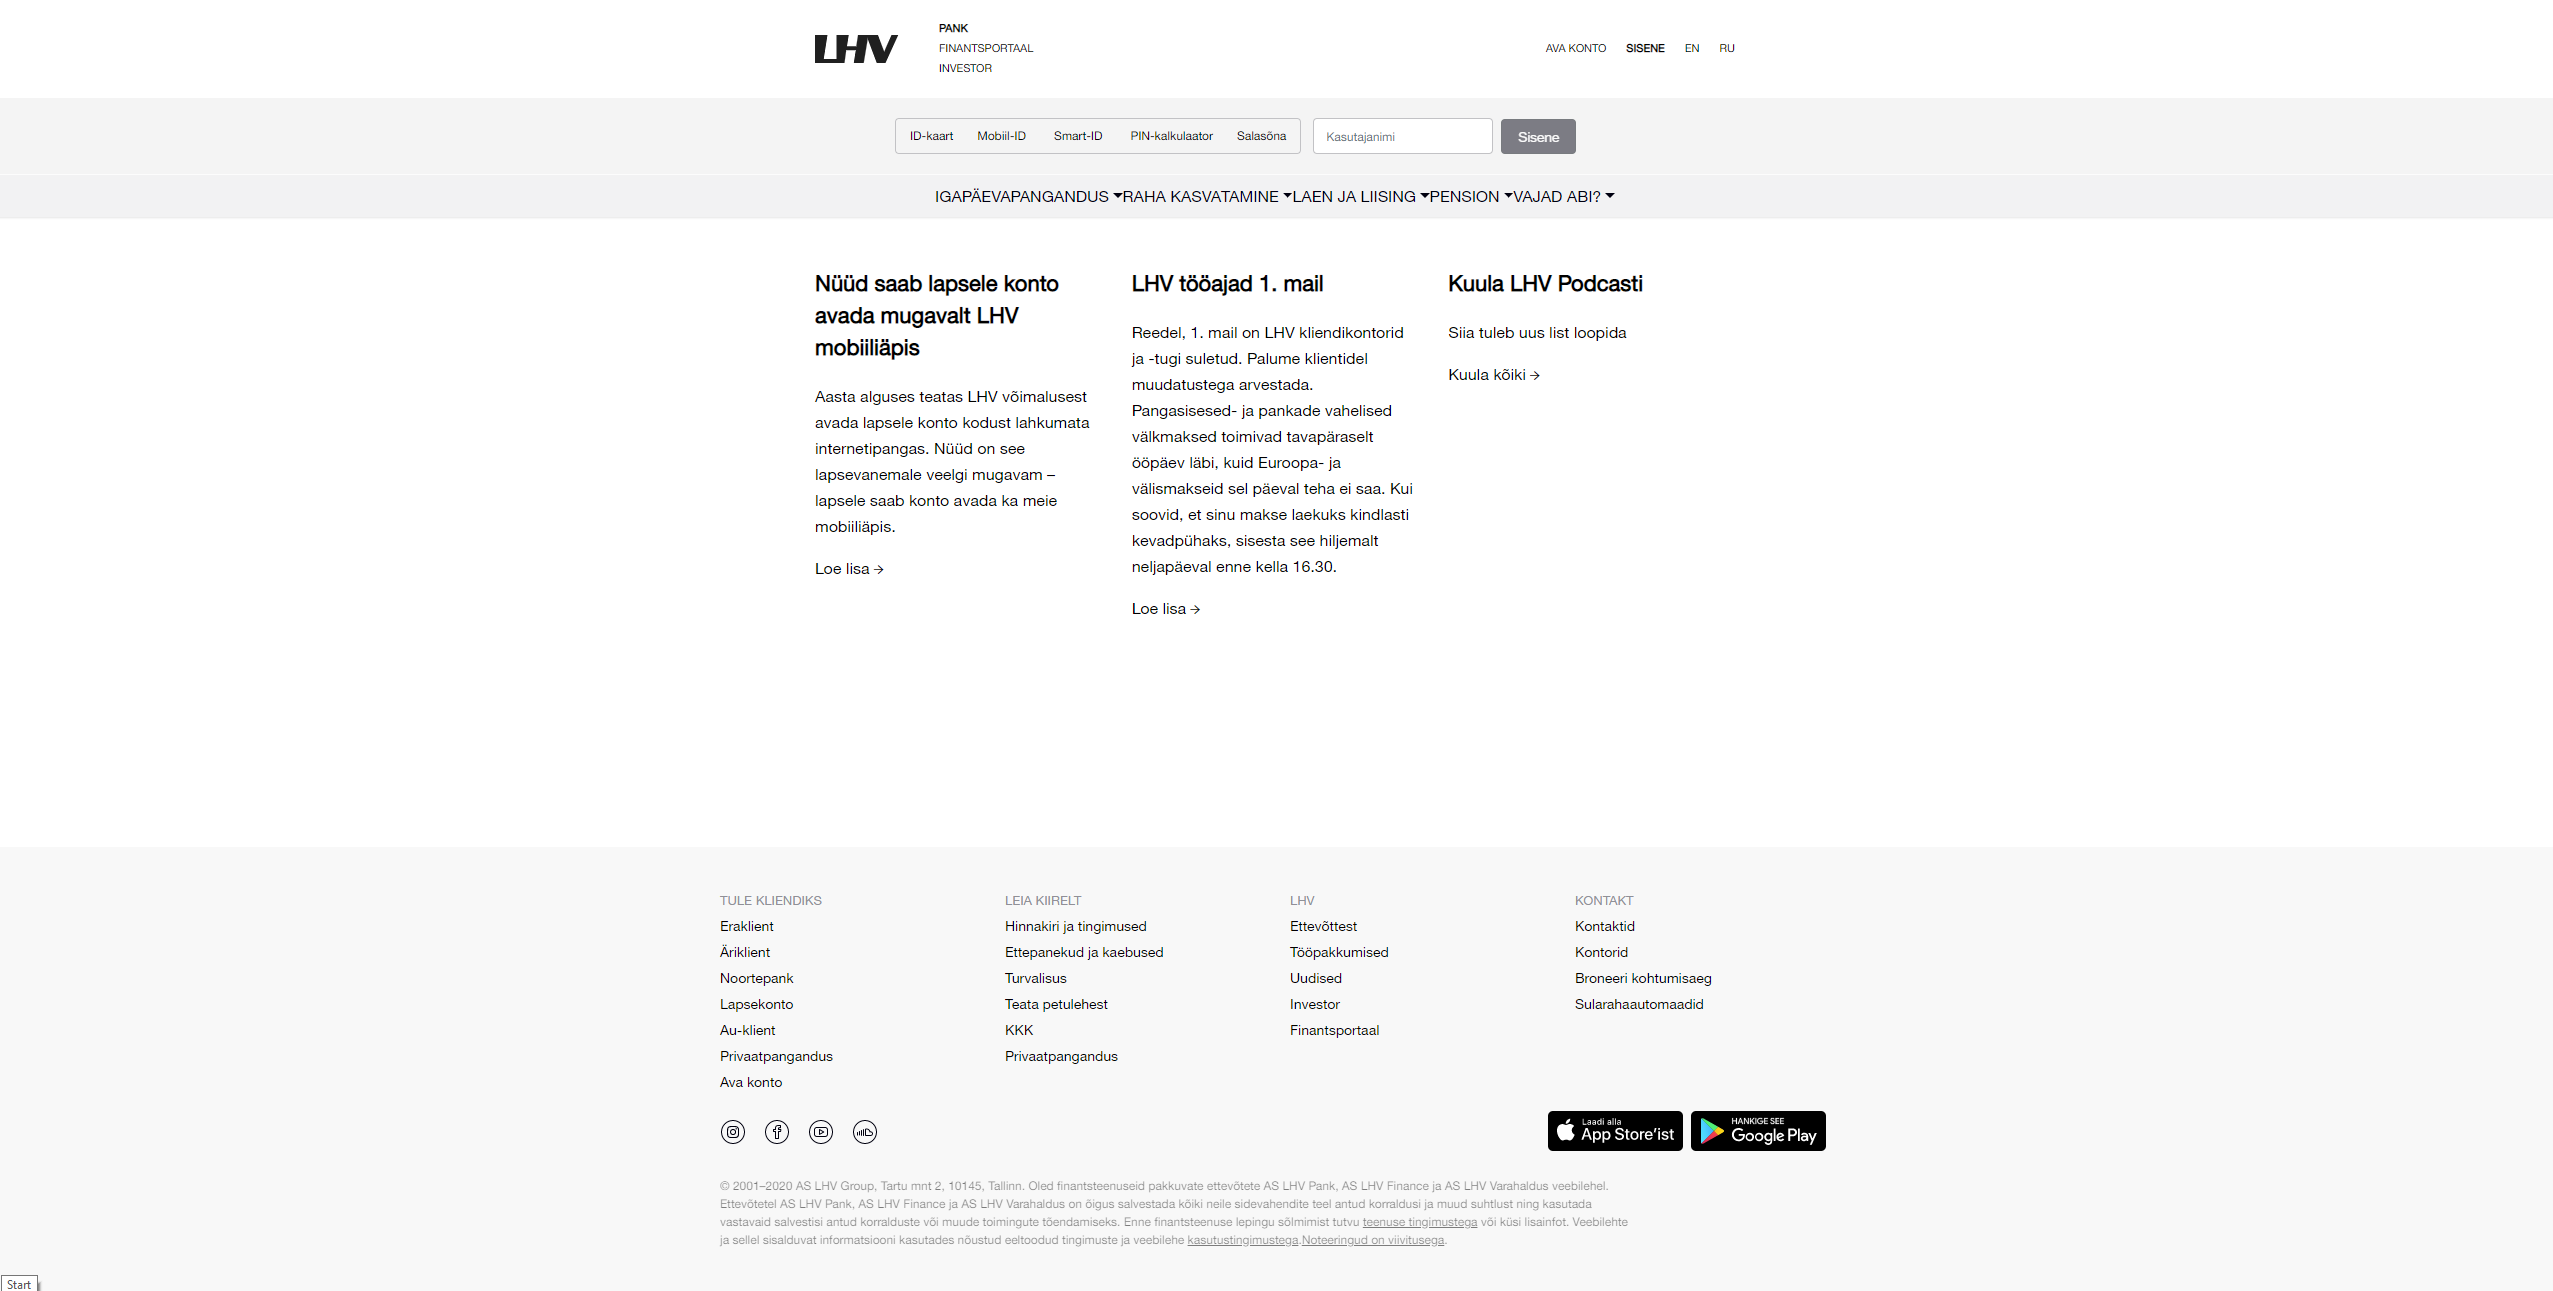 LHV
PANK
FINANTSPORTAAL
INVESTOR
AVA KONTO SISENE EN RU
ID-kaart Mobiil-ID Smart-ID PIN-kalkulaator Salasõna Kasutajanimi Sisene
IGAPÄEVAPANGANDUS RAHA KASVATAMINE LAEN JA LIISING PENSION VAJAD ABI?
Nüüd saab lapsele konto
avada mugavalt LHV
mobiiliäpis
Aasta alguses teatas LHV võimalusest
avada lapsele konto kodust lahkumata
internetipangas. Nüüd on see
lapsevanemale veelgi mugavam –
lapsele saab konto avada ka meie
mobiiliäpis.
Loe lisa →
LHV tööajad 1. mail
Reedel, 1. mail on LHV kliendikontorid
ja -tugi suletud. Palume klientidel
muudatustega arvestada.
Pangasisesed- ja pankade vahelised
välkmaksed toimivad tavapäraselt
ööpäev läbi, kuid Euroopa- ja
välismakseid sel päeval teha ei saa. Kui
soovid, et sinu makse laekuks kindlasti
kevadpühaks, sisesta see hiljemalt
neljapäeval enne kella 16.30.
Loe lisa →
Kuula LHV Podcasti
Siia tuleb uus list loopida
Kuula kõiki →
TULE KLIENDIKS
Eraklient
Äriklient
Noortepank
Lapsekonto
Au-klient
Privaatpangandus
Ava konto
LEIA KIIRELT
Hinnakiri ja tingimused
Ettepanekud ja kaebused
Turvalisus
Teata petulehest
KKK
Privaatpangandus
LHV
Ettevõttest
Tööpakkumised
Uudised
Investor
Finantsportaal
KONTAKT
Kontaktid
Kontorid
Broneeri kohtumisaeg
Sularahaautomaadid
Laadi alla
App Store'ist
HANKIGE SEE
Google Play
© 2001–2020 AS LHV Group, Tartu mnt 2, 10145, Tallinn. Oled finantsteenuseid pakkuvate ettevõtete AS LHV Pank, AS LHV Finance ja AS LHV Varahaldus veebilehel.
Ettevõtetel AS LHV Pank, AS LHV Finance ja AS LHV Varahaldus on õigus salvestada kõiki neile sidevahendite teel antud korraldusi ja muud suhtlust ning kasutada
vastavaid salvestisi antud korralduste või muude toimingute tõendamiseks. Enne finantsteenuse lepingu sõlmimist tutvu teenuse tingimustega või küsi lisainfot. Veebilehte
ja sellel sisalduvat informatsiooni kasutades nõustud eeltoodud tingimuste ja veebilehe kasutustingimustega.Noteeringud on viivitusega.
Start